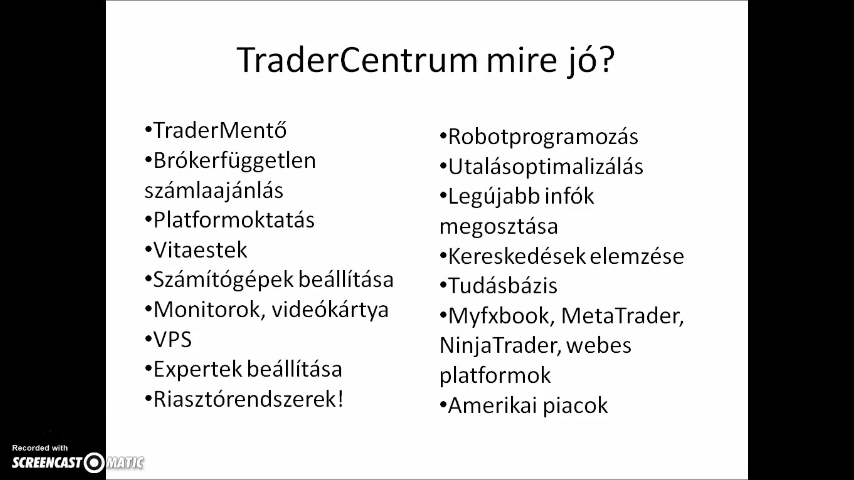 TraderCentrum mire jó?
•TraderMentő
•Brókerfüggetlen
számlaajánlás
•Platformoktatás
•Vitaestek
•Számítógépek beállítása
•Monitorok, videókártya
•VPS
•Expertek beállítása
•Riasztórendszerek!
•Robotprogramozás
•Utalásoptimalizálás
•Legújabb infók
megosztása
•Kereskedések elemzése
•Tudásbázis
•Myfxbook, MetaTrader,
NinjaTrader, webes
platformok
•Amerikai piacok
Recorded with
SCREENCAST MATIC